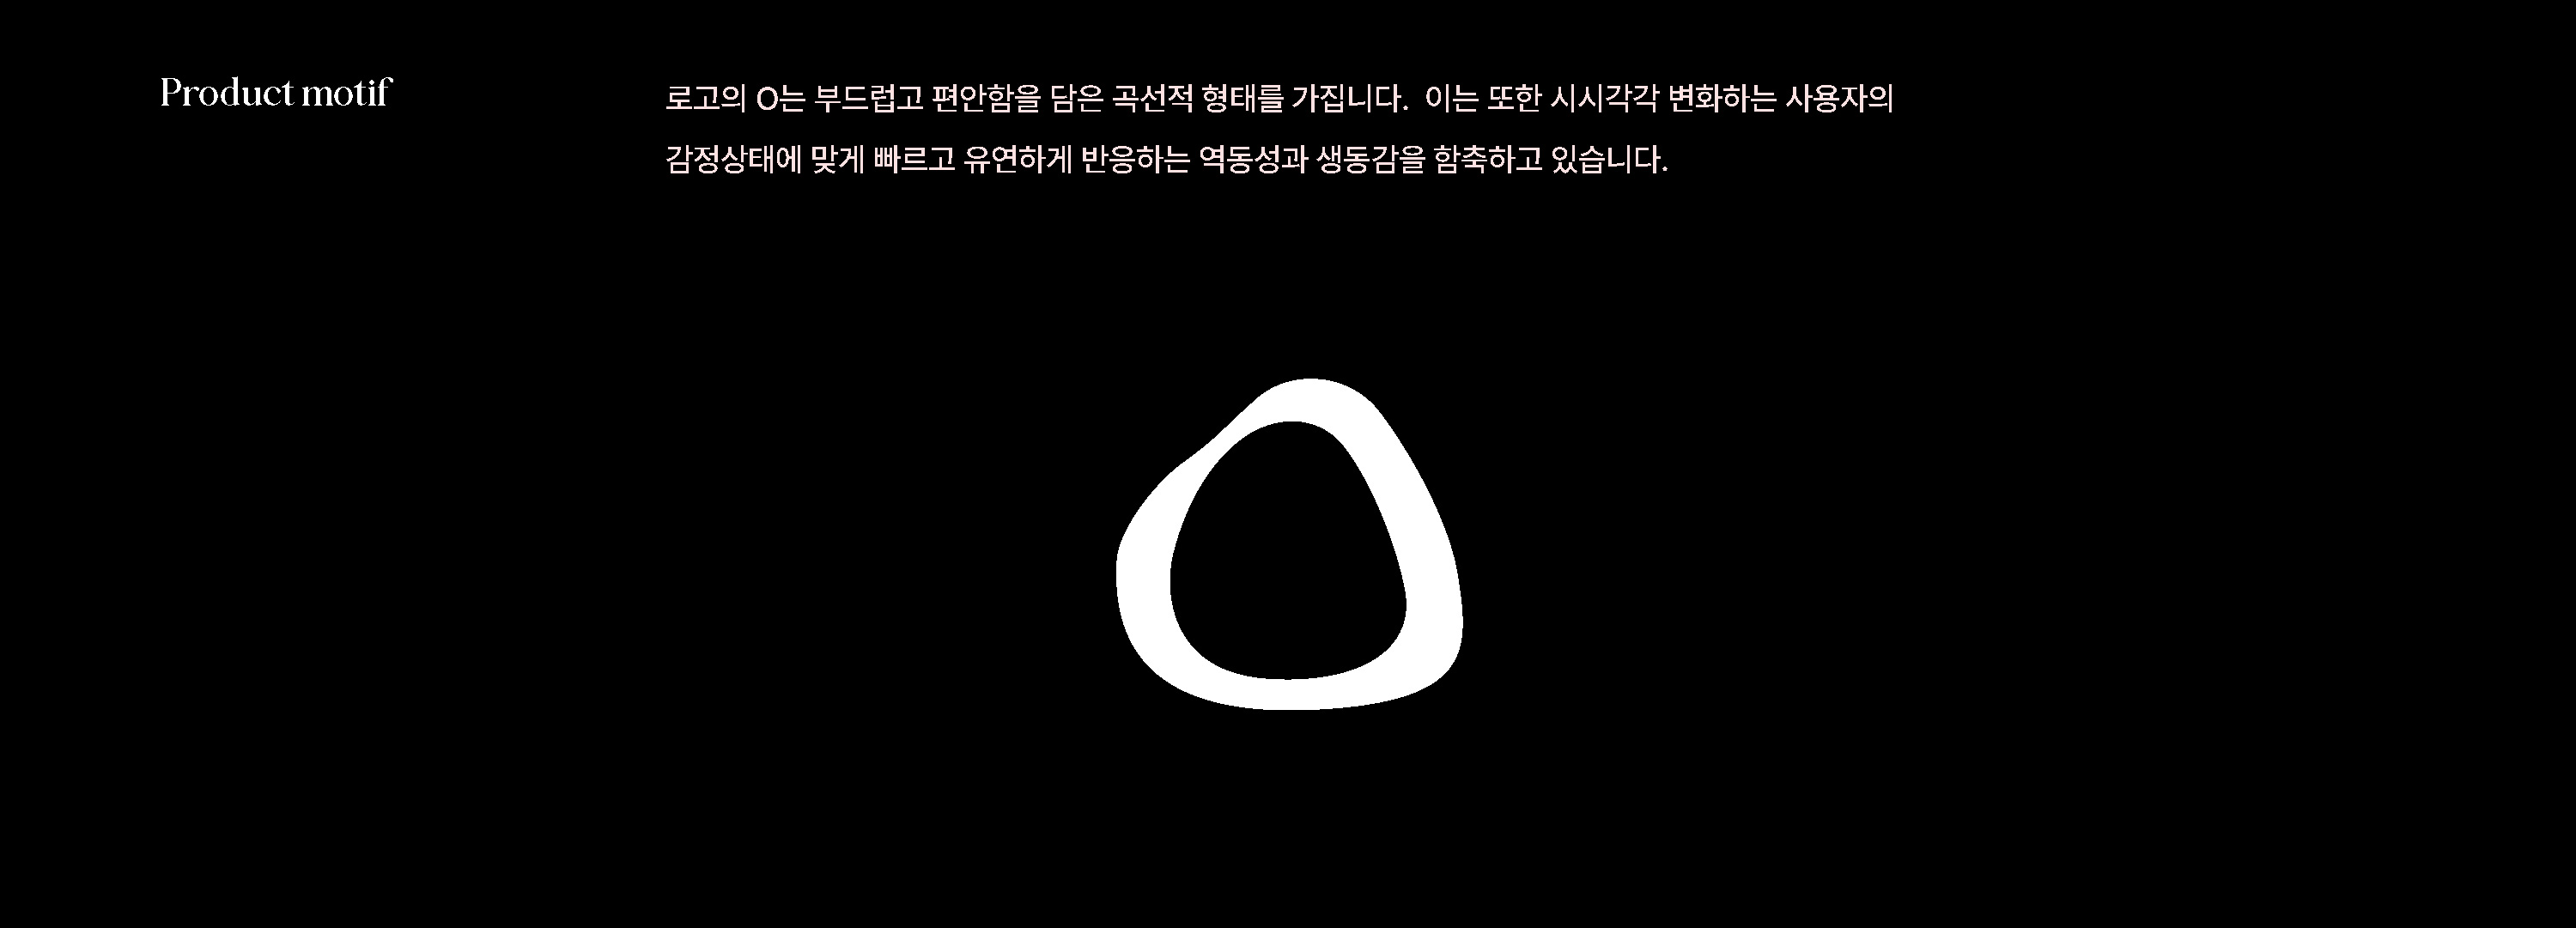 Product motif
로고의 O는 부드럽고 편안함을 담은 곡선적 형태를 가집니다. 이는 또한 시시각각 변화하는 사용자의
감정상태에 맞게 빠르고 유연하게 반응하는 역동성과 생동감을 함축하고 있습니다.